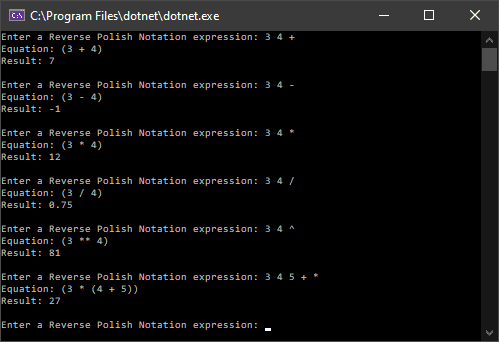 C:\Program Files\dotnet\dotnet.exe
Enter a Reverse Polish Notation expression: 3 4 +
Equation: (3 + 4)
Result: 7
Enter a Reverse Polish Notation expression: 3 4 -
Equation: (3 - 4)
Result: -1
Enter a Reverse Polish Notation expression: 3 4 *
Equation: (3 * 4)
Result: 12
Enter a Reverse Polish Notation expression: 3 4 /
Equation: (3 / 4)
Result: 0.75
Enter a Reverse Polish Notation expression: 3 4 ^
Equation: (3 ** 4)
Result: 81
Enter a Reverse Polish Notation expression: 3 4 5 + *
Equation: (3 * (4 + 5))
Result: 27
Enter a Reverse Polish Notation expression: